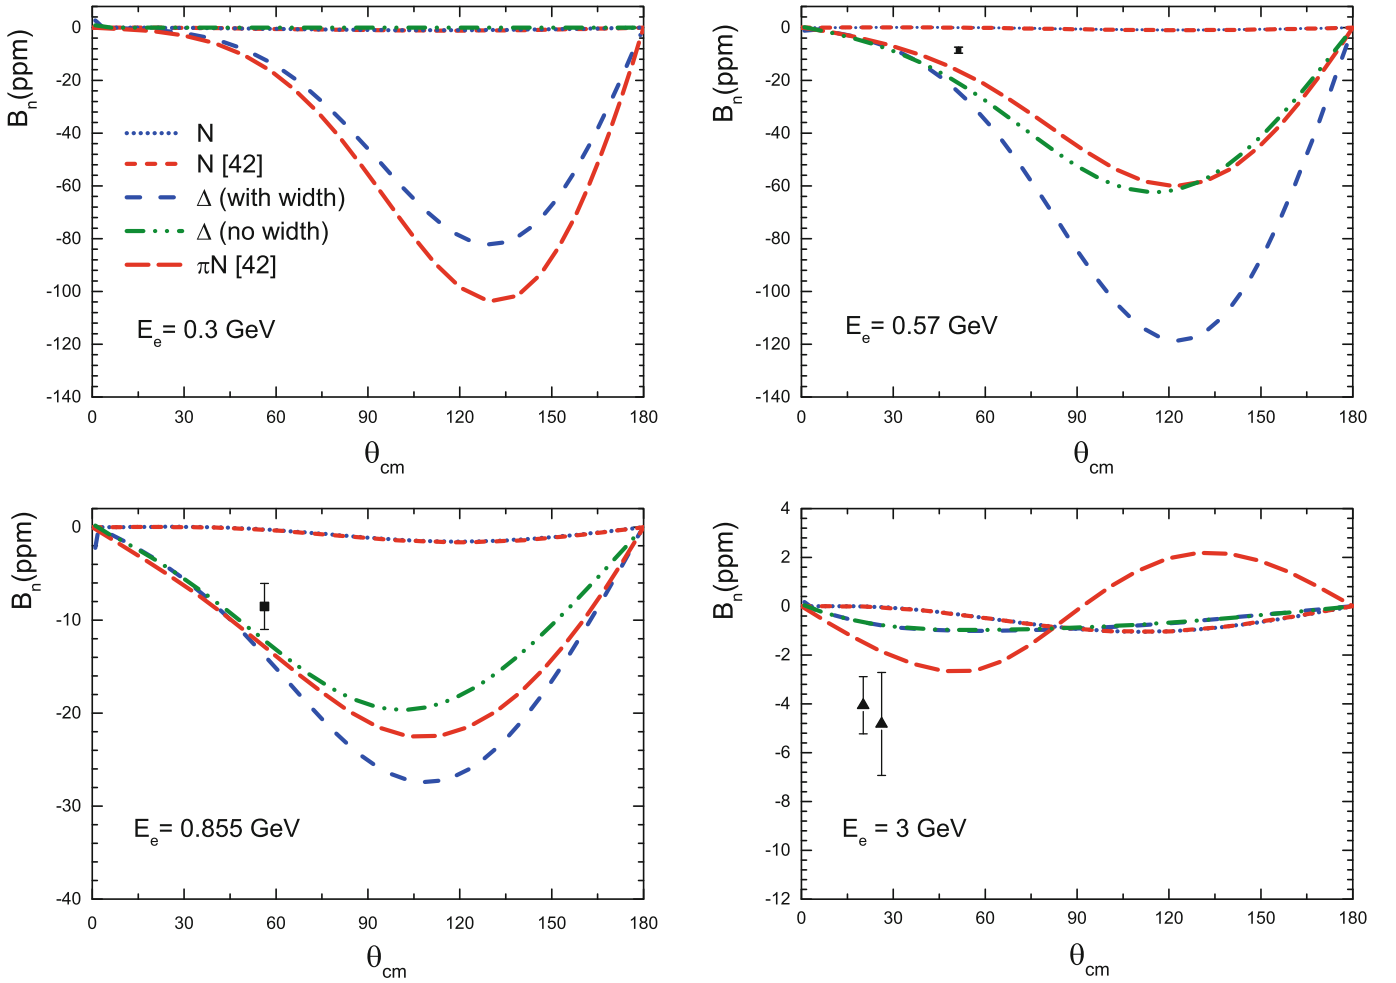 B_n(ppm)
0
-20
-40
-60
-80
-100
-120
-140
N
N [42]
Δ (with width)
Δ (no width)
πN [42]
E_e= 0.3 GeV
0 30 60 90 120 150 180
θ_cm
B_n(ppm)
0
-20
-40
-60
-80
-100
-120
-140
E_e= 0.57 GeV
0 30 60 90 120 150 180
θ_cm
B_n(ppm)
0
-10
-20
-30
-40
E_e= 0.855 GeV
0 30 60 90 120 150 180
θ_cm
B_n(ppm)
4
2
0
-2
-4
-6
-8
-10
-12
E_e = 3 GeV
0 30 60 90 120 150 180
θ_cm